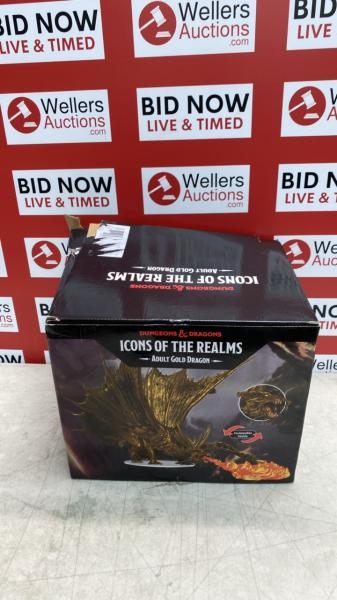 Wellers
Auctions.com
BID NOW
LIVE & TIMED
Wellers
Auctions.com
BID NOW
LIVE & TIMED
BID NOW
LIVE & TIMED
Wellers
Auctions.com
BID NOW
LIVE & TIMED
Wellers
Auctions.com
DUNGEONS & DRAGONS
ICONS OF THE REALMS
ADULT GOLD DRAGON
DUNGEONS & DRAGONS
ICONS OF THE REALMS
ADULT GOLD DRAGON